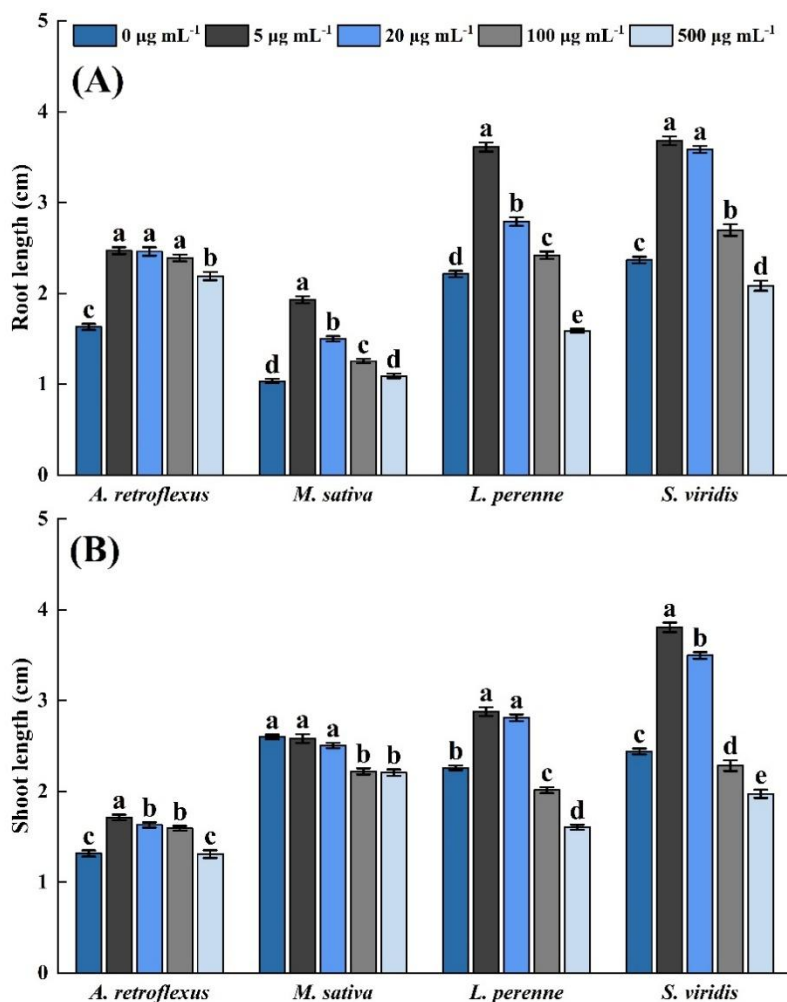 5
0 μg mL⁻¹ 5 μg mL⁻¹ 20 μg mL⁻¹ 100 μg mL⁻¹ 500 μg mL⁻¹
(A)
4
3
2
1
0
Root length (cm)
c a a a b
d a b c d
d a b c e
c a a b d
A. retroflexus M. sativa L. perenne S. viridis
5
(B)
4
3
2
1
0
Shoot length (cm)
c a b b c
a a a b b
b a a c d
c a b d e
A. retroflexus M. sativa L. perenne S. viridis